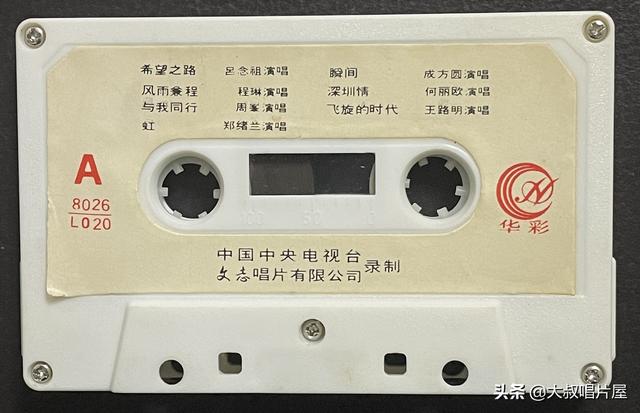 希望之路 吕念祖演唱 瞬间 成方圆演唱
风雨兼程 程琳演唱 深圳情 何丽欧演唱
与我同行 周峯演唱 飞旋的时代 王路明演唱
虹 郑绪兰演唱
A
8026
L020
华彩
中国中央电视台
文志唱片有限公司 录制
头条 @大叔唱片屋